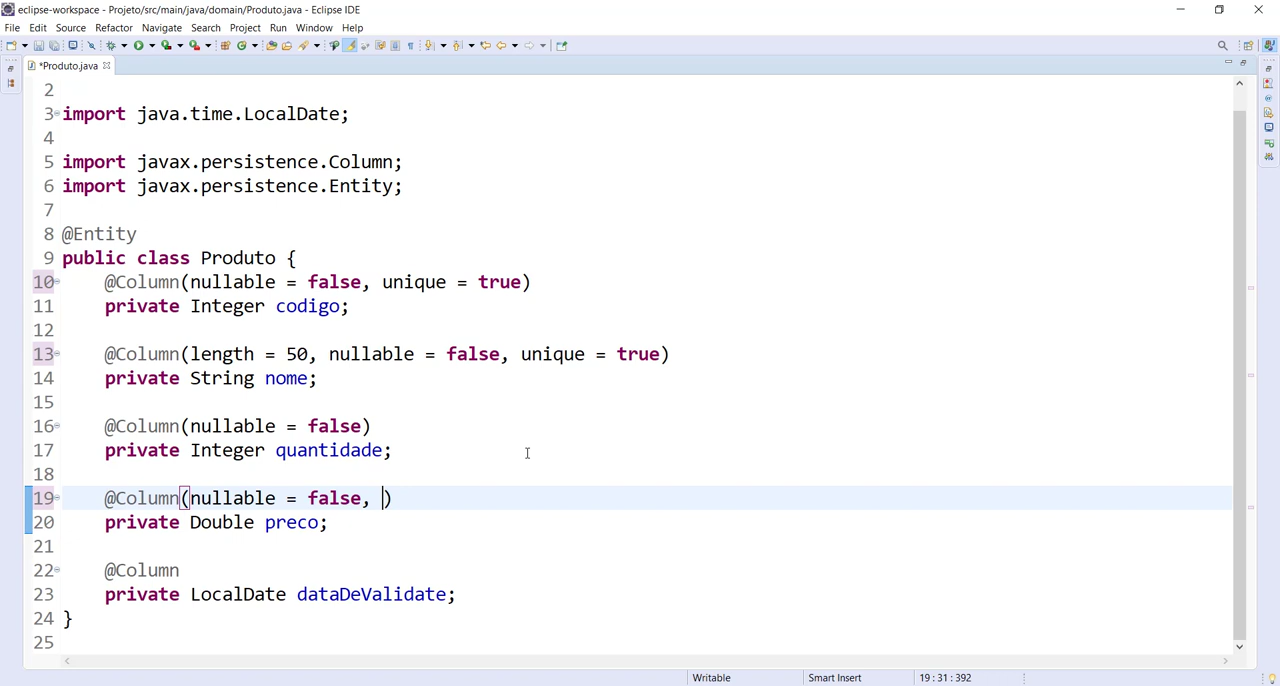 eclipse-workspace - Projeto/src/main/java/domain/Produto.java - Eclipse IDE
File Edit Source Refactor Navigate Search Project Run Window Help
*Produto.java
2
3 import java.time.LocalDate;
4
5 import javax.persistence.Column;
6 import javax.persistence.Entity;
7
8 @Entity
9 public class Produto {
10 @Column(nullable = false, unique = true)
11 private Integer codigo;
12
13 @Column(length = 50, nullable = false, unique = true)
14 private String nome;
15
16 @Column(nullable = false)
17 private Integer quantidade;
18
19 @Column(nullable = false, )
20 private Double preco;
21
22 @Column
23 private LocalDate dataDeValidate;
24 }
25
Writable Smart Insert 19 : 31 : 392